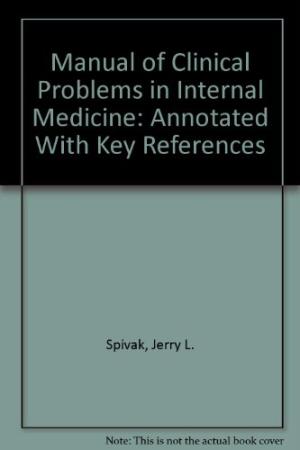 Manual of Clinical
Problems in Internal
Medicine: Annotated
With Key References
Spivak, Jerry L.
Note: This is not the actual book cover